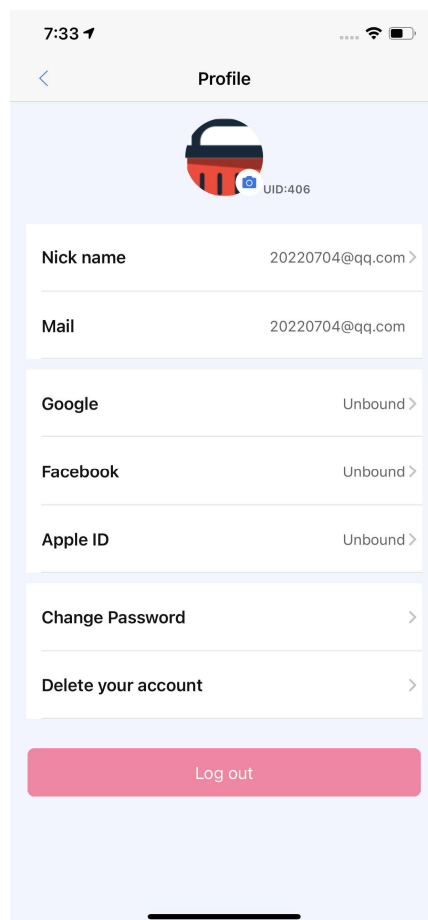 7:33
Profile
UID:406
Nick name 20220704@qq.com
Mail 20220704@qq.com
Google Unbound
Facebook Unbound
Apple ID Unbound
Change Password
Delete your account
Log out